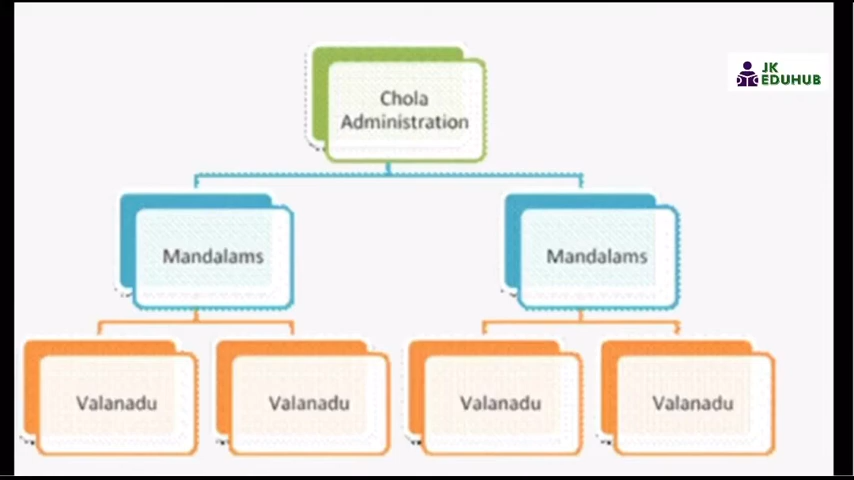 JK
EDUHUB
Chola
Administration
Mandalams
Mandalams
Valanadu
Valanadu
Valanadu
Valanadu